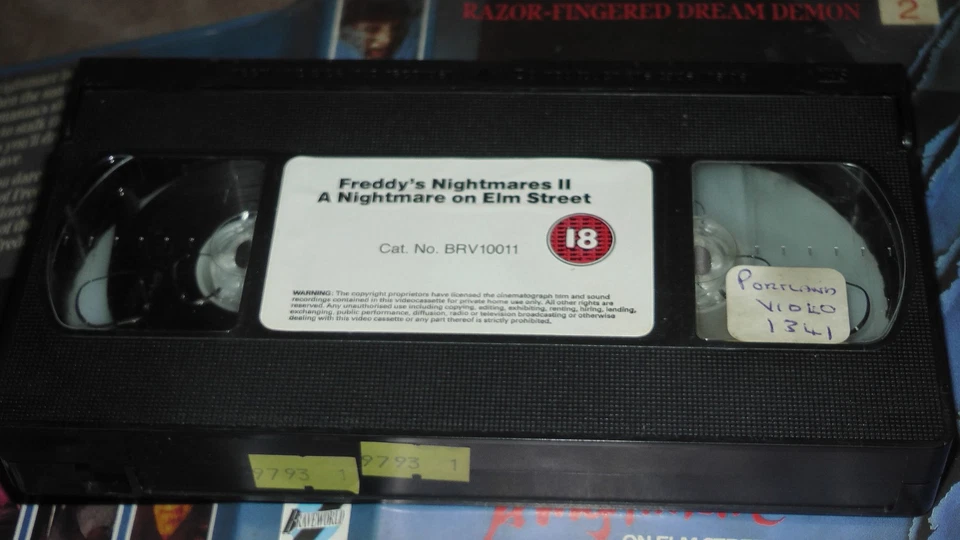 RAZOR-FINGERED DREAM DEMON
2
Freddy's Nightmares II
A Nightmare on Elm Street
Cat. No. BRV10011
18
WARNING: The copyright proprietors have licensed the cinematograph film and sound
recordings contained in this videocassette for private home use only. All other rights are
reserved. Any unauthorised use including copying, editing, exhibiting, renting, hiring, lending,
exchanging, public performance, diffusion, radio or television broadcasting or otherwise
dealing with this video cassette or any part thereof is strictly prohibited.
PORTLAND
VIDEO
1341
9793 1
9793 1
BRAVEWORLD
ON ELM STRE